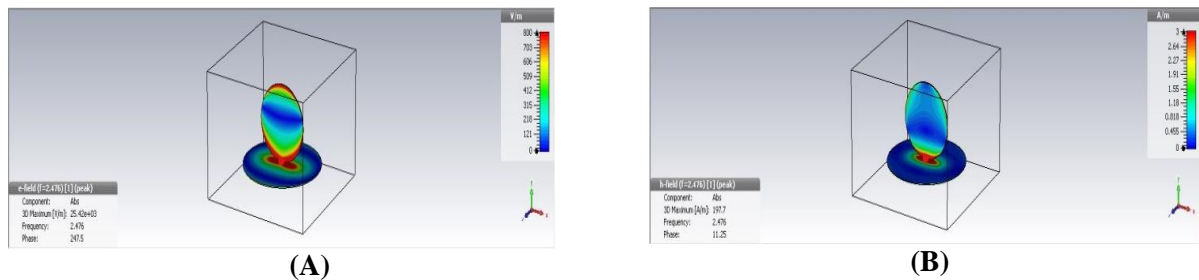 V/m
800
703
606
509
412
315
218
121
0
e-field (f=2.476) [1] (peak)
Component: Abs
3D Maximum [V/m]: 25.42e+03
Frequency: 2.476
Phase: 247.5
(A)
A/m
3
2.64
2.27
1.91
1.55
1.18
0.818
0.455
0
h-field (f=2.476) [1] (peak)
Component: Abs
3D Maximum [A/m]: 197.7
Frequency: 2.476
Phase: 11.25
(B)